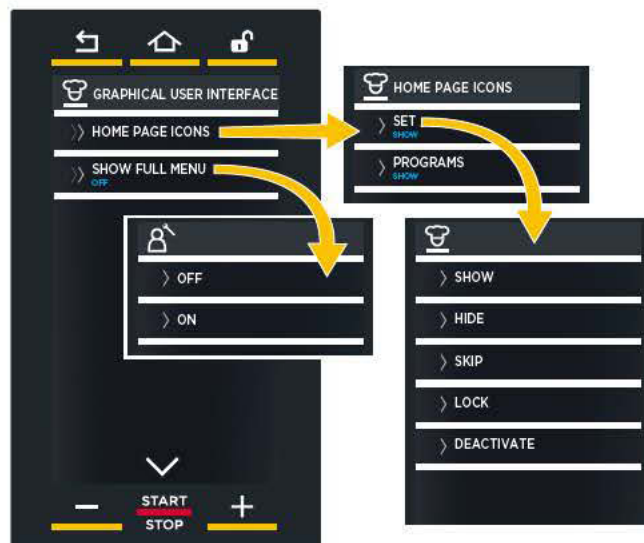 GRAPHICAL USER INTERFACE
HOME PAGE ICONS
SHOW FULL MENU
OFF
HOME PAGE ICONS
SET
SHOW
PROGRAMS
SHOW
OFF
ON
SHOW
HIDE
SKIP
LOCK
DEACTIVATE
START
STOP